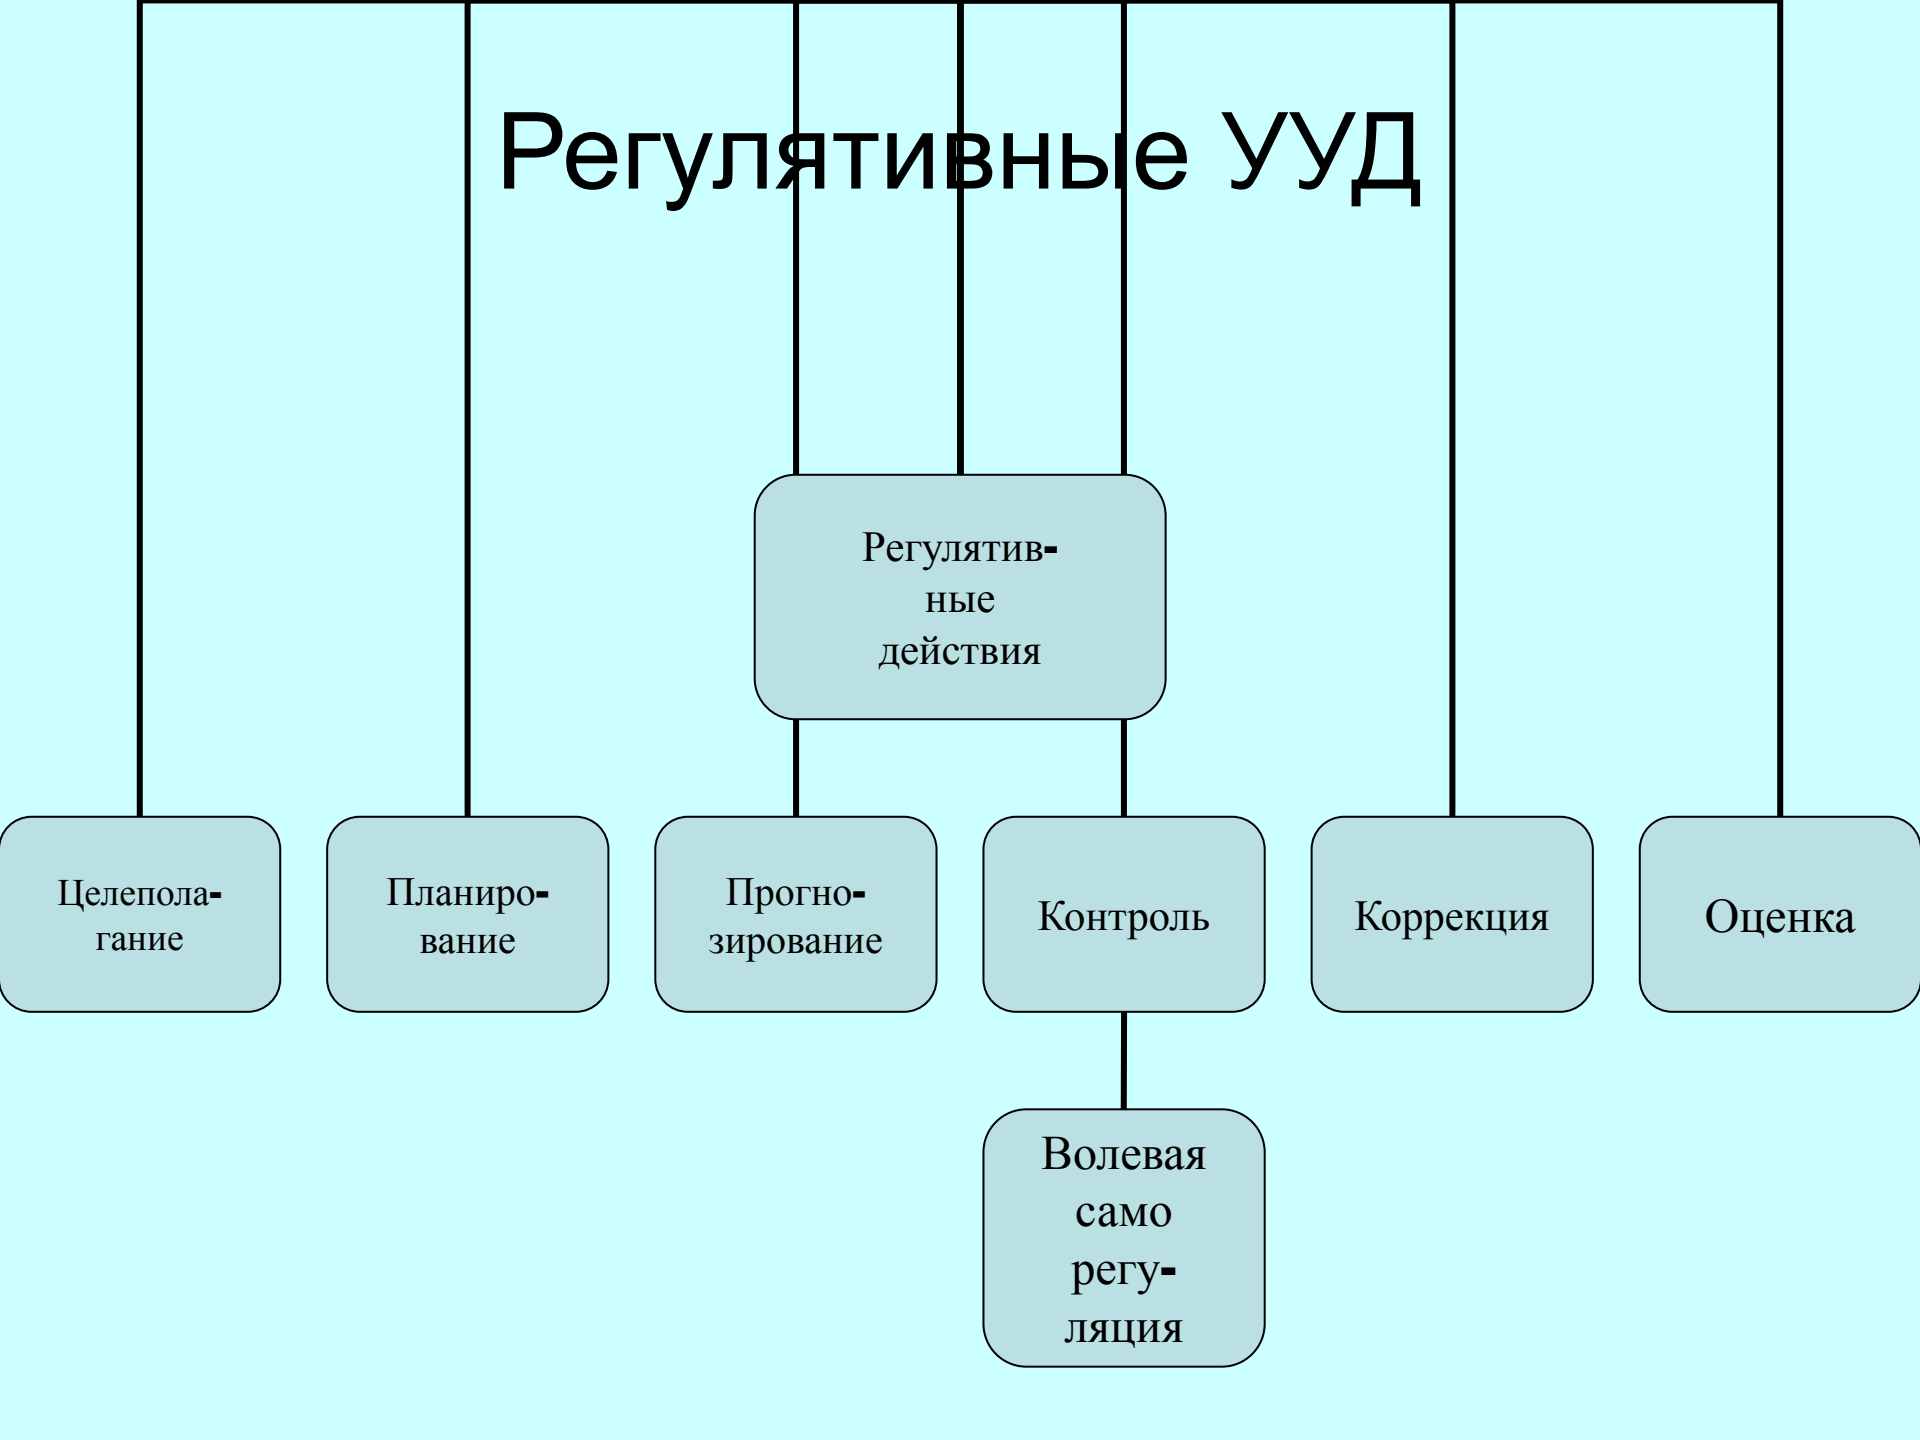 Регулятивные УУД
Регулятив-
ные
действия
Целепола-
гание
Планиро-
вание
Прогно-
зирование
Контроль
Коррекция
Оценка
Волевая
само
регу-
ляция